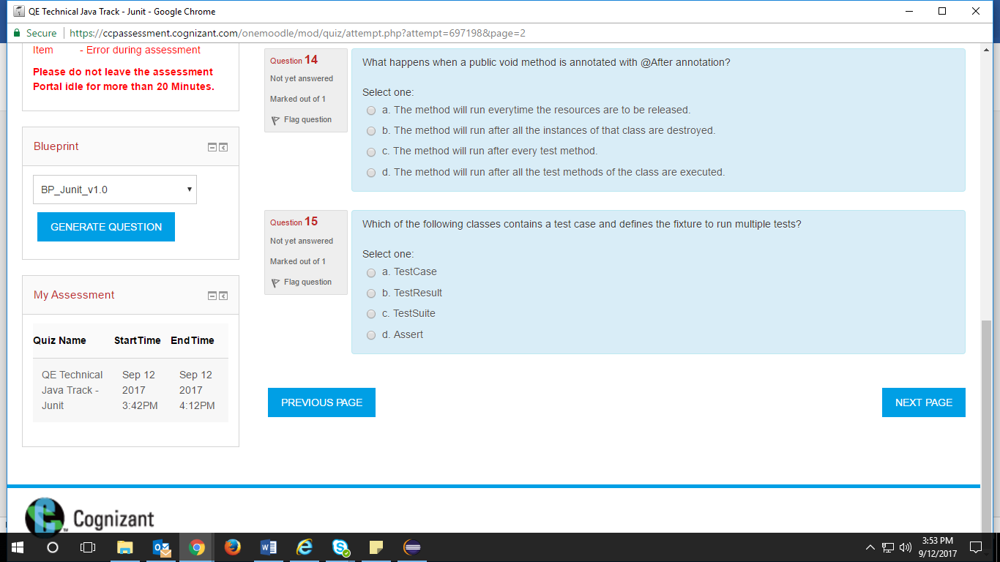 QE Technical Java Track - Junit - Google Chrome
Secure https://ccpassessment.cognizant.com/onemoodle/mod/quiz/attempt.php?attempt=697198&page=2
Item - Error during assessment
Please do not leave the assessment
Portal idle for more than 20 Minutes.
Blueprint
BP_Junit_v1.0
GENERATE QUESTION
My Assessment
Quiz Name StartTime EndTime
QE Technical Sep 12 Sep 12
Java Track - 2017 2017
Junit 3:42PM 4:12PM
Question 14
Not yet answered
Marked out of 1
Flag question
What happens when a public void method is annotated with @After annotation?
Select one:
a. The method will run everytime the resources are to be released.
b. The method will run after all the instances of that class are destroyed.
c. The method will run after every test method.
d. The method will run after all the test methods of the class are executed.
Question 15
Not yet answered
Marked out of 1
Flag question
Which of the following classes contains a test case and defines the fixture to run multiple tests?
Select one:
a. TestCase
b. TestResult
c. TestSuite
d. Assert
PREVIOUS PAGE NEXT PAGE
Cognizant
3:53 PM
9/12/2017